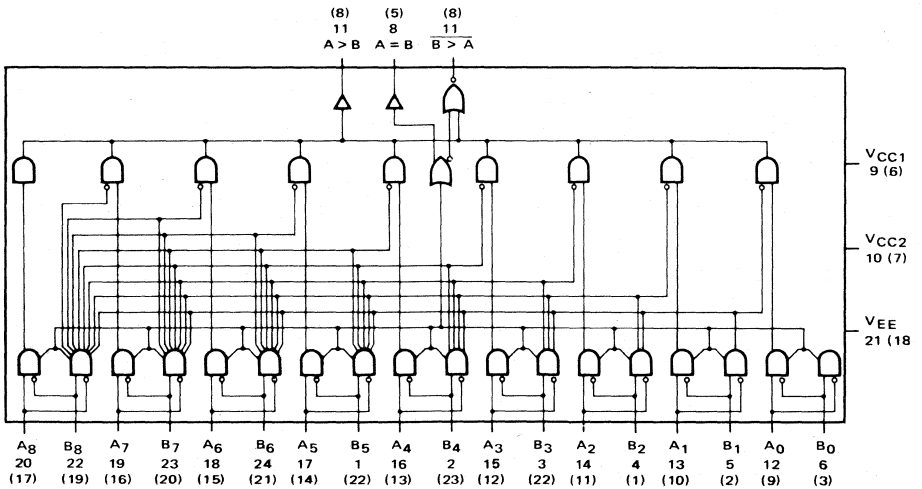 (8) (5) (8)
11 8 11
A > B A = B B > A
VCC1
9 (6)
VCC2
10 (7)
VEE
21 (18
A8 B8 A7 B7 A6 B6 A5 B5 A4 B4 A3 B3 A2 B2 A1 B1 A0 B0
20 22 19 23 18 24 17 1 16 2 15 3 14 4 13 5 12 6
(17) (19) (16) (20) (15) (21) (14) (22) (13) (23) (12) (22) (11) (1) (10) (2) (9) (3)